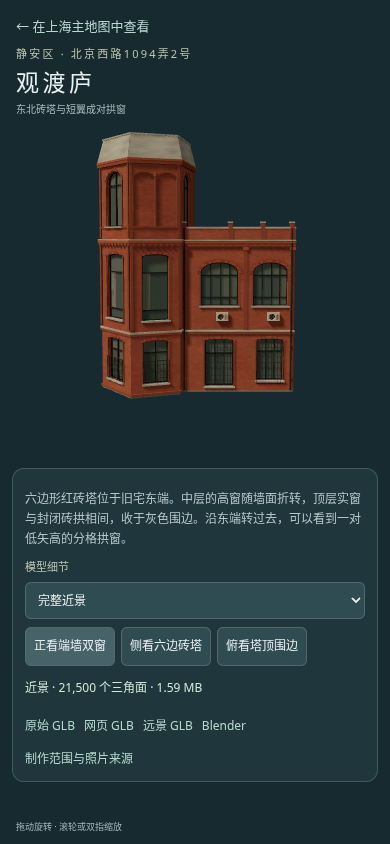 ← 在上海主地图中查看
静安区 · 北京西路1094弄2号
观渡庐
东北砖塔与短翼成对拱窗
六边形红砖塔位于旧宅东端。中层的高窗随墙面折转，顶层实窗
与封闭砖拱相间，收于灰色围边。沿东端转过去，可以看到一对
低矢高的分格拱窗。
模型细节
完整近景
正看端墙双窗 侧看六边砖塔 俯看塔顶围边
近景 · 21,500 个三角面 · 1.59 MB
原始 GLB 网页 GLB 远景 GLB Blender
制作范围与照片来源
拖动旋转 · 滚轮或双指缩放